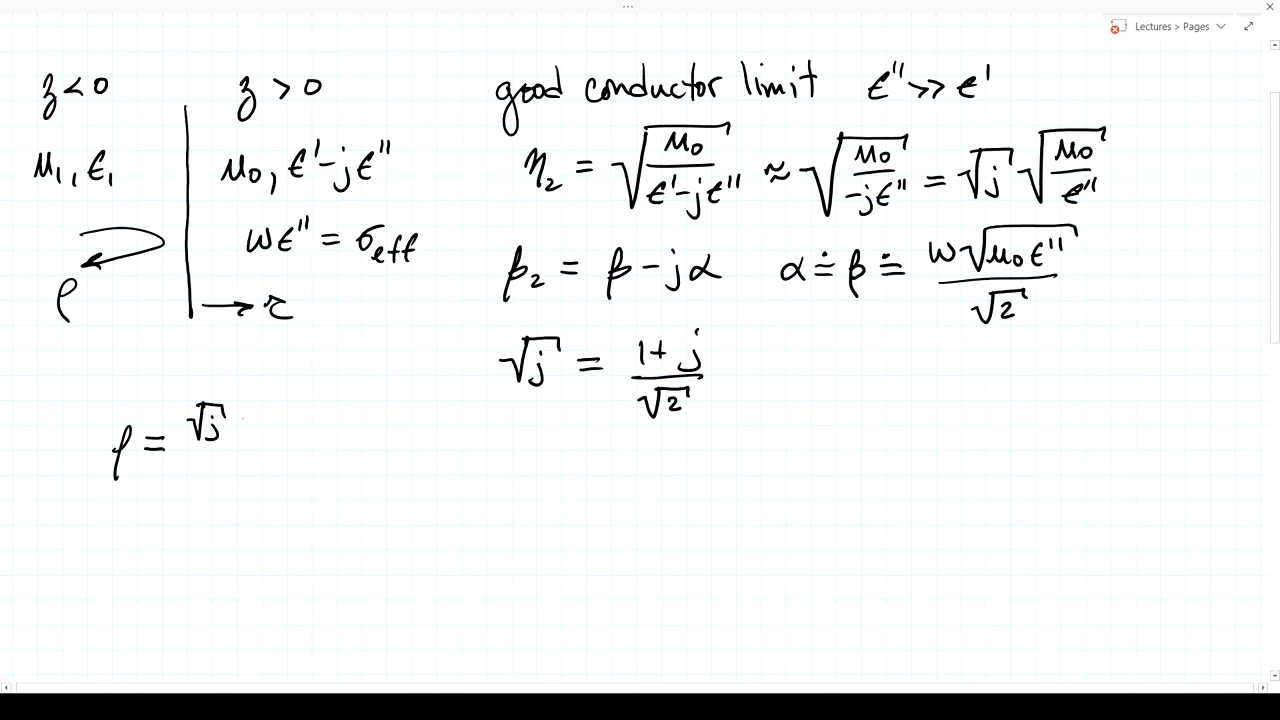 Lectures > Pages
z < 0
z > 0
μ₁, ε₁
μ₀, ε' - jε''
ωε'' = σ_eff
ρ
→ τ
good conductor limit ε'' >> ε'
η₂ = √(μ₀/(ε' - jε'')) ≈ √(μ₀/(-jε'')) = √j √(μ₀/ε'')
β₂ = β - jα α ≐ β ≐ ω√(μ₀ε'')/√2
√j = (1 + j)/√2
ρ = √j